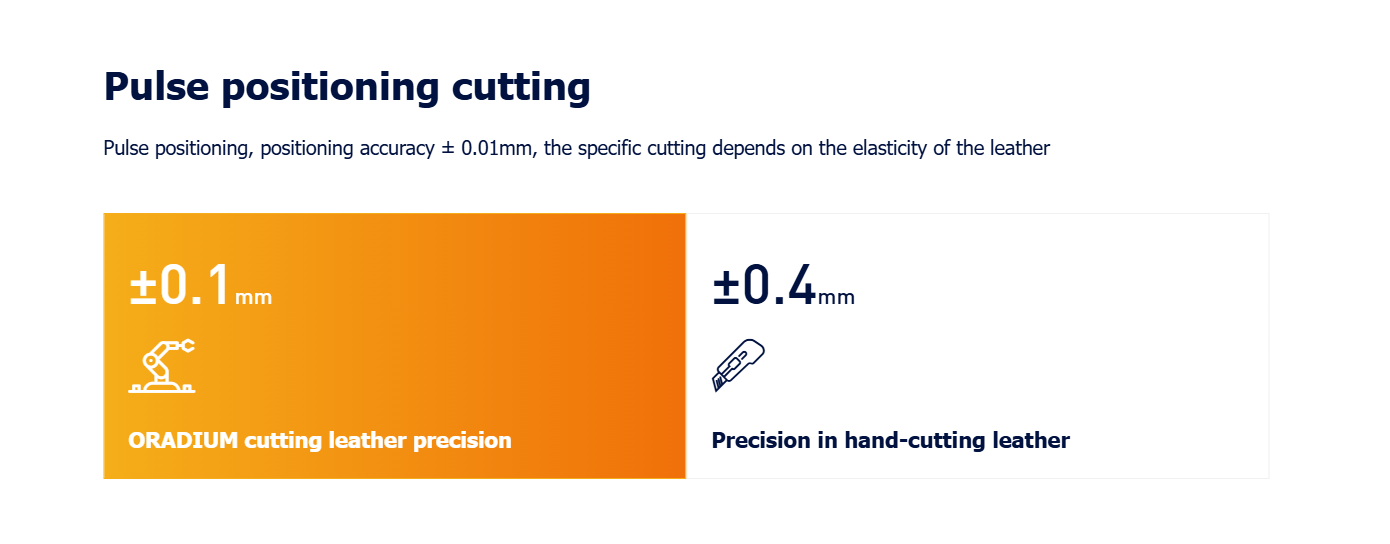 Pulse positioning cutting
Pulse positioning, positioning accuracy ± 0.01mm, the specific cutting depends on the elasticity of the leather
±0.1mm
ORADIUM cutting leather precision
±0.4mm
Precision in hand-cutting leather